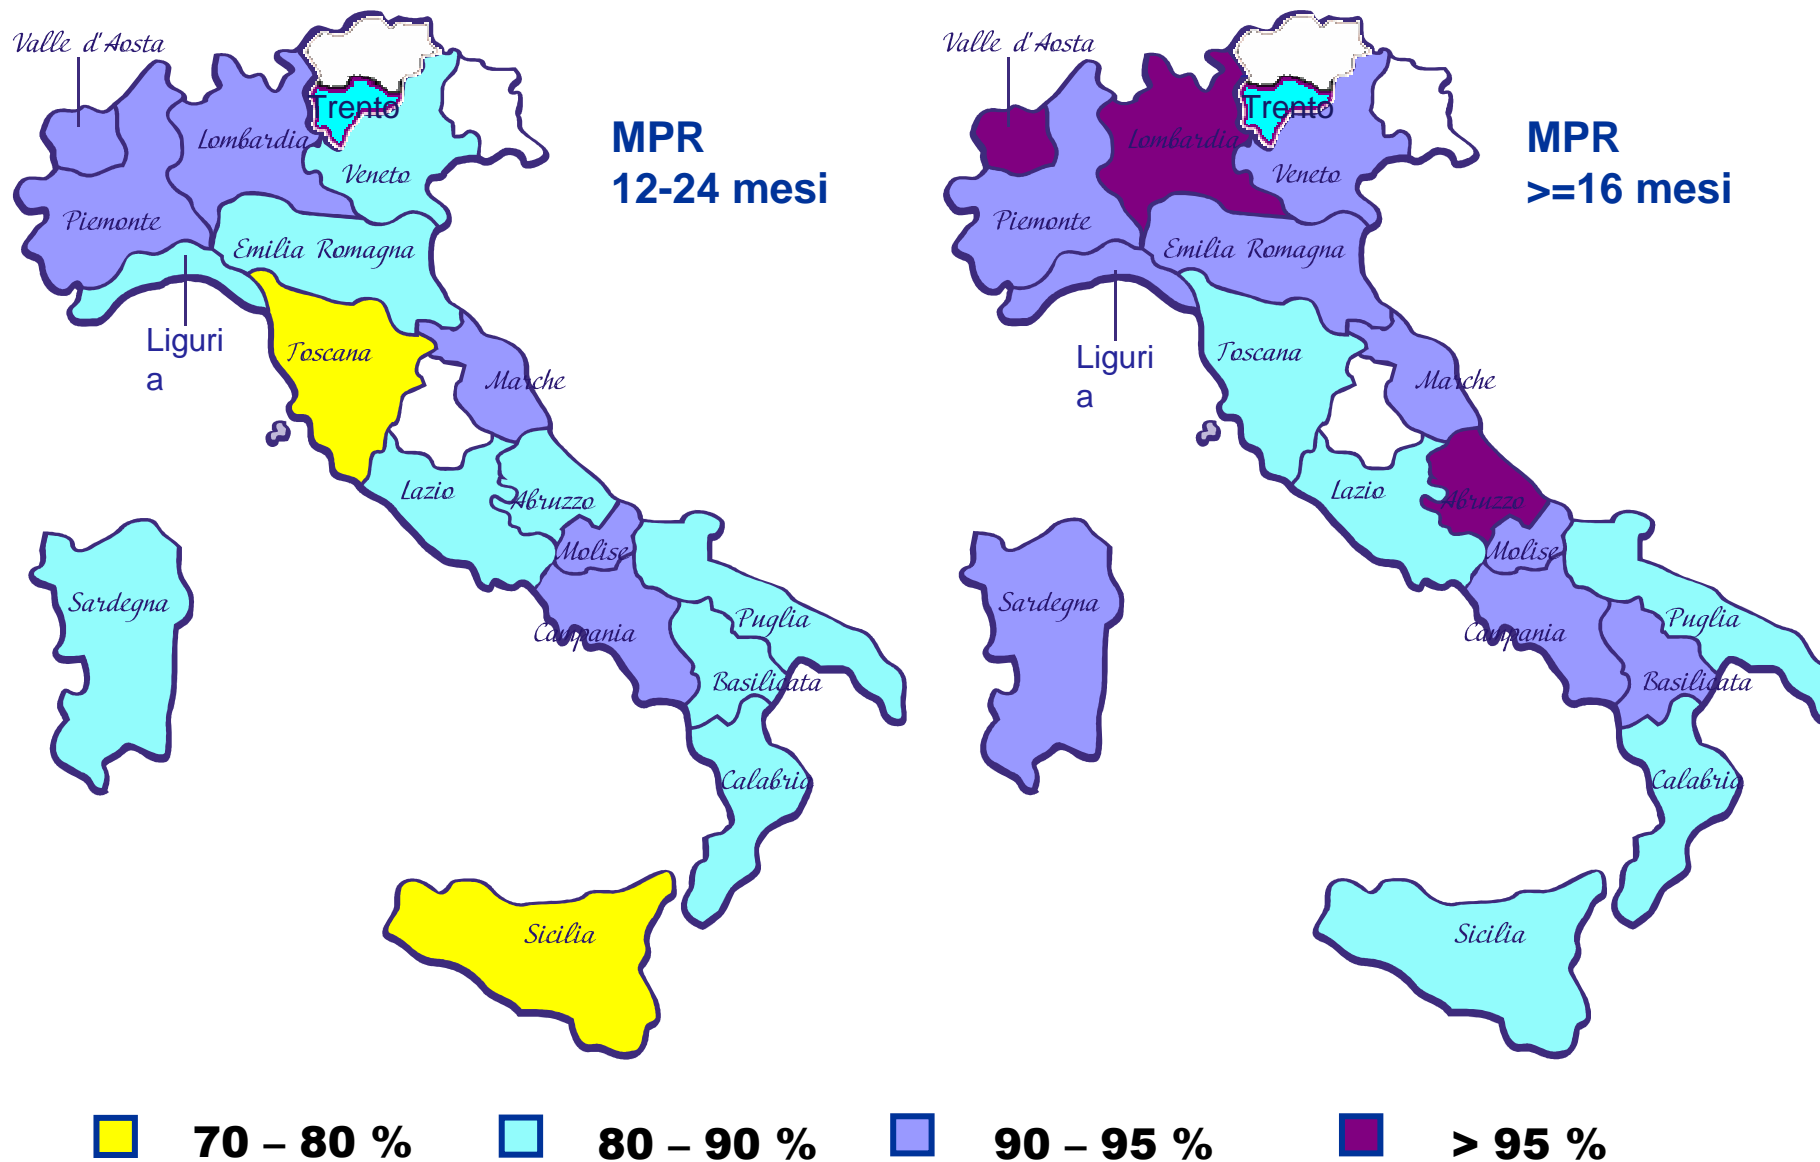 Valle d'Aosta
Trento
Lombardia
Veneto
Piemonte
Emilia Romagna
Liguri
a
Toscana
Marche
Lazio
Abruzzo
Molise
Sardegna
Campania
Puglia
Basilicata
Calabria
Sicilia
MPR
12-24 mesi
Valle d'Aosta
Trento
Lombardia
Veneto
Piemonte
Emilia Romagna
Liguri
a
Toscana
Marche
Lazio
Abruzzo
Molise
Sardegna
Campania
Puglia
Basilicata
Calabria
Sicilia
MPR
>=16 mesi
70 – 80 %
80 – 90 %
90 – 95 %
> 95 %